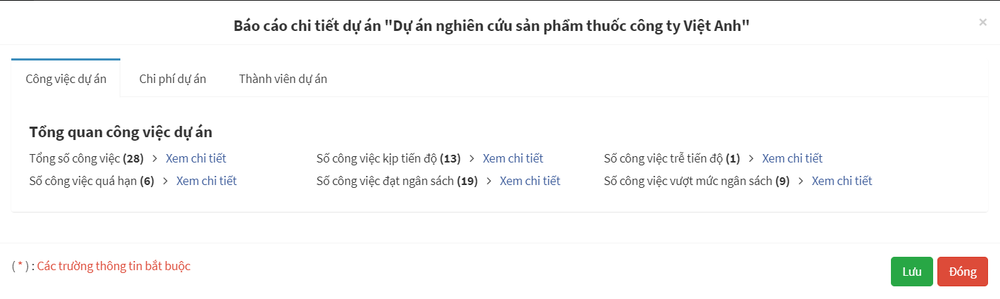 Báo cáo chi tiết dự án "Dự án nghiên cứu sản phẩm thuốc công ty Việt Anh"
×
Công việc dự án Chi phí dự án Thành viên dự án
Tổng quan công việc dự án
Tổng số công việc (28) > Xem chi tiết Số công việc kịp tiến độ (13) > Xem chi tiết Số công việc trễ tiến độ (1) > Xem chi tiết
Số công việc quá hạn (6) > Xem chi tiết Số công việc đạt ngân sách (19) > Xem chi tiết Số công việc vượt mức ngân sách (9) > Xem chi tiết
( * ) : Các trường thông tin bắt buộc
Lưu Đóng